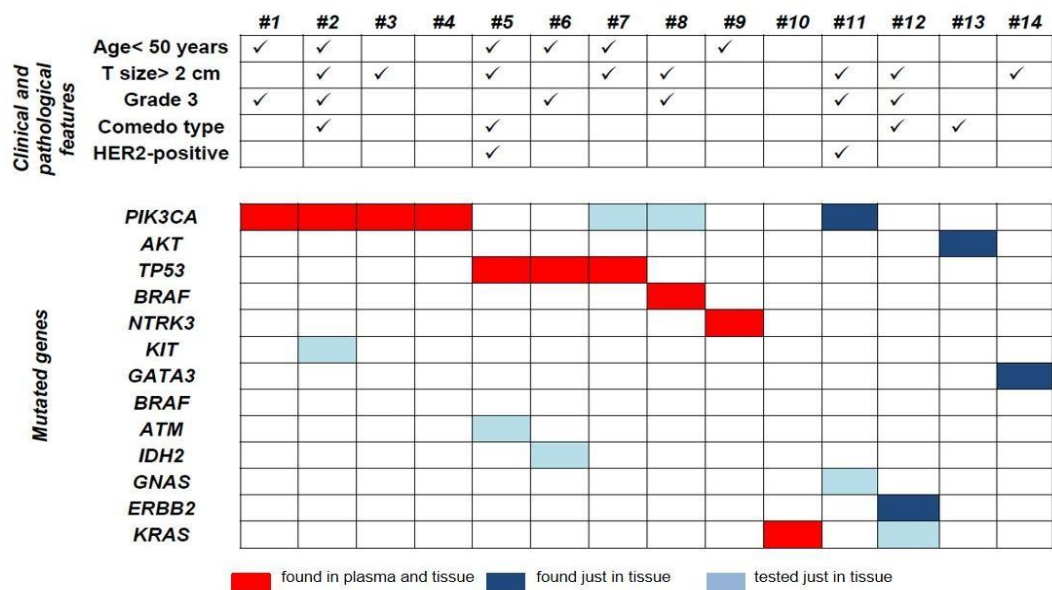 #1 #2 #3 #4 #5 #6 #7 #8 #9 #10 #11 #12 #13 #14
Clinical and
pathological
features
Age< 50 years ✓ ✓ ✓ ✓ ✓ ✓
T size> 2 cm ✓ ✓ ✓ ✓ ✓ ✓ ✓ ✓
Grade 3 ✓ ✓ ✓ ✓ ✓ ✓
Comedo type ✓ ✓ ✓ ✓
HER2-positive ✓ ✓
Mutated genes
PIK3CA
AKT
TP53
BRAF
NTRK3
KIT
GATA3
BRAF
ATM
IDH2
GNAS
ERBB2
KRAS
found in plasma and tissue found just in tissue tested just in tissue